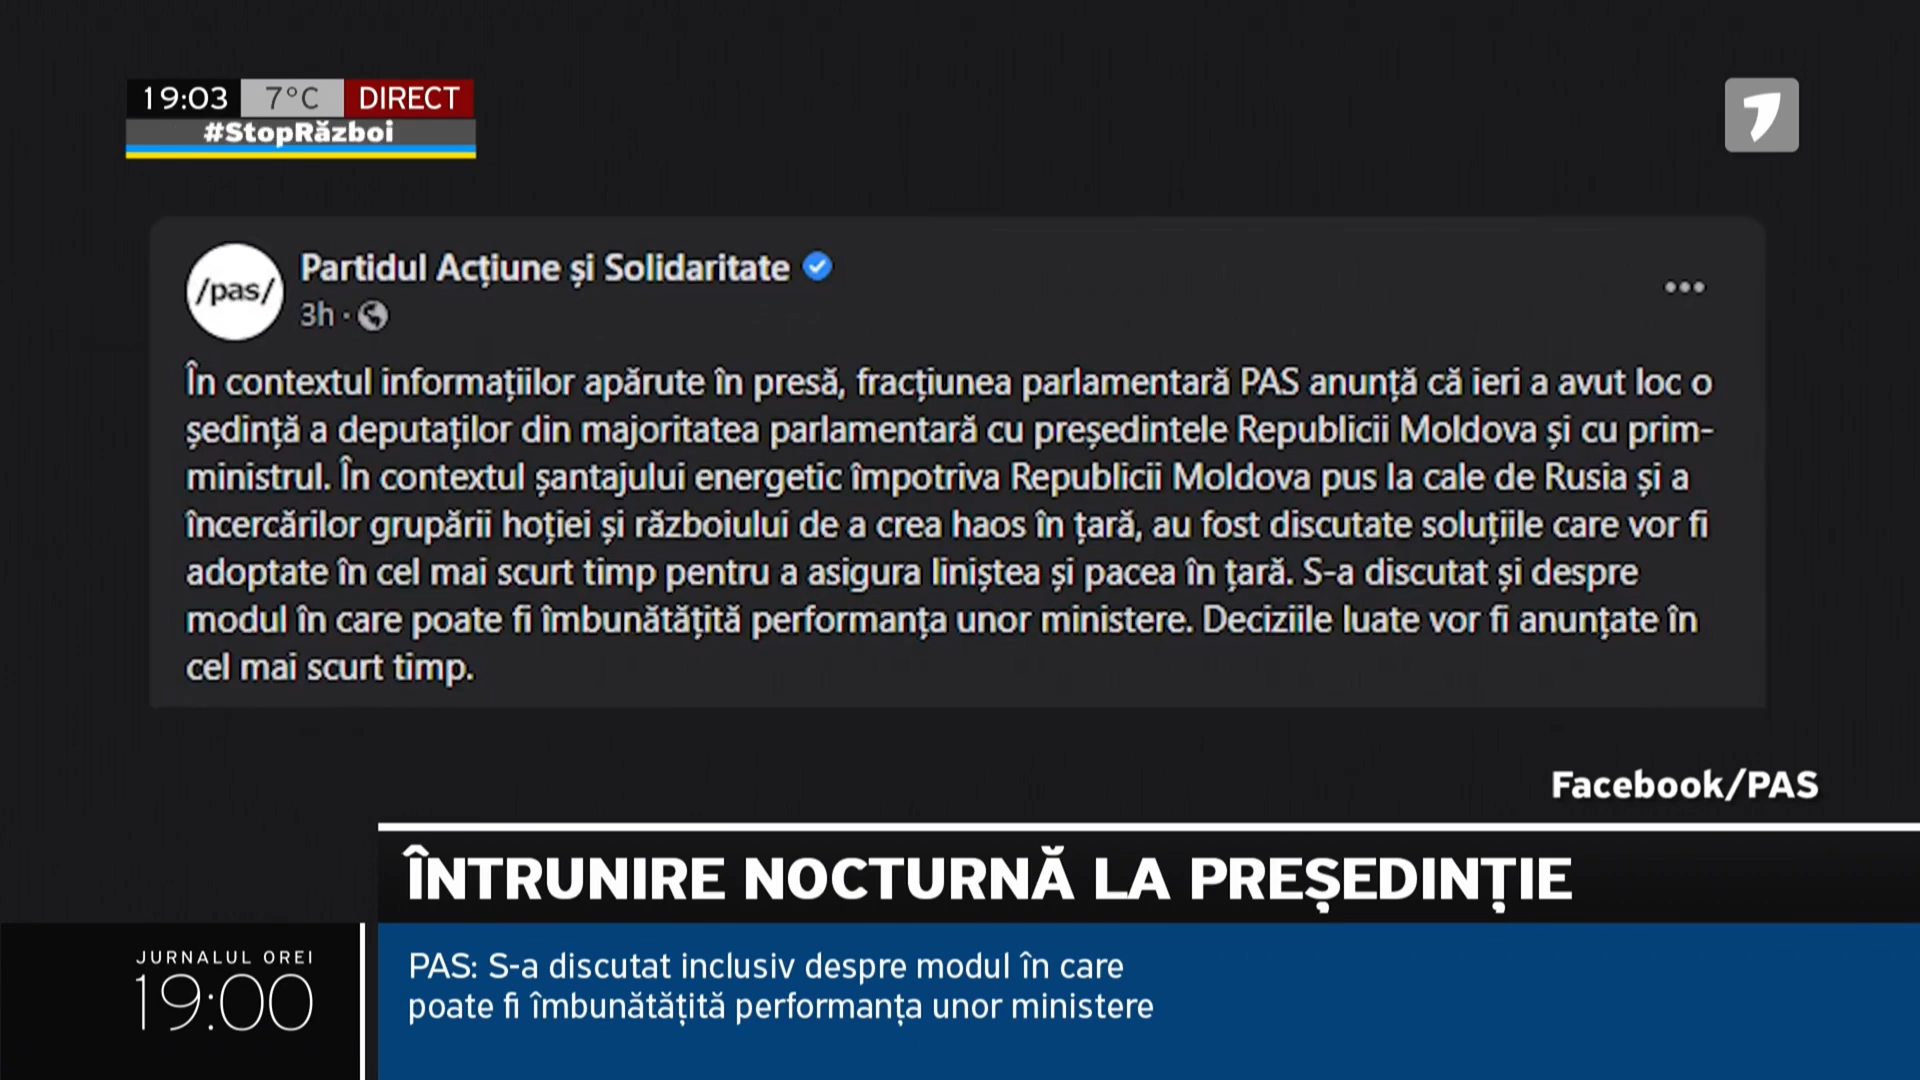 19:03 7°C DIRECT
#StopRăzboi
/pas/
Partidul Acțiune și Solidaritate
3h ·
În contextul informațiilor apărute în presă, fracțiunea parlamentară PAS anunță că ieri a avut loc o
ședință a deputaților din majoritatea parlamentară cu președintele Republicii Moldova și cu prim-
ministrul. În contextul șantajului energetic împotriva Republicii Moldova pus la cale de Rusia și a
încercărilor grupării hoției și războiului de a crea haos în țară, au fost discutate soluțiile care vor fi
adoptate în cel mai scurt timp pentru a asigura liniștea și pacea în țară. S-a discutat și despre
modul în care poate fi îmbunătățită performanța unor ministere. Deciziile luate vor fi anunțate în
cel mai scurt timp.
Facebook/PAS
ÎNTRUNIRE NOCTURNĂ LA PREȘEDINȚIE
JURNALUL OREI
19:00
PAS: S-a discutat inclusiv despre modul în care
poate fi îmbunătățită performanța unor ministere